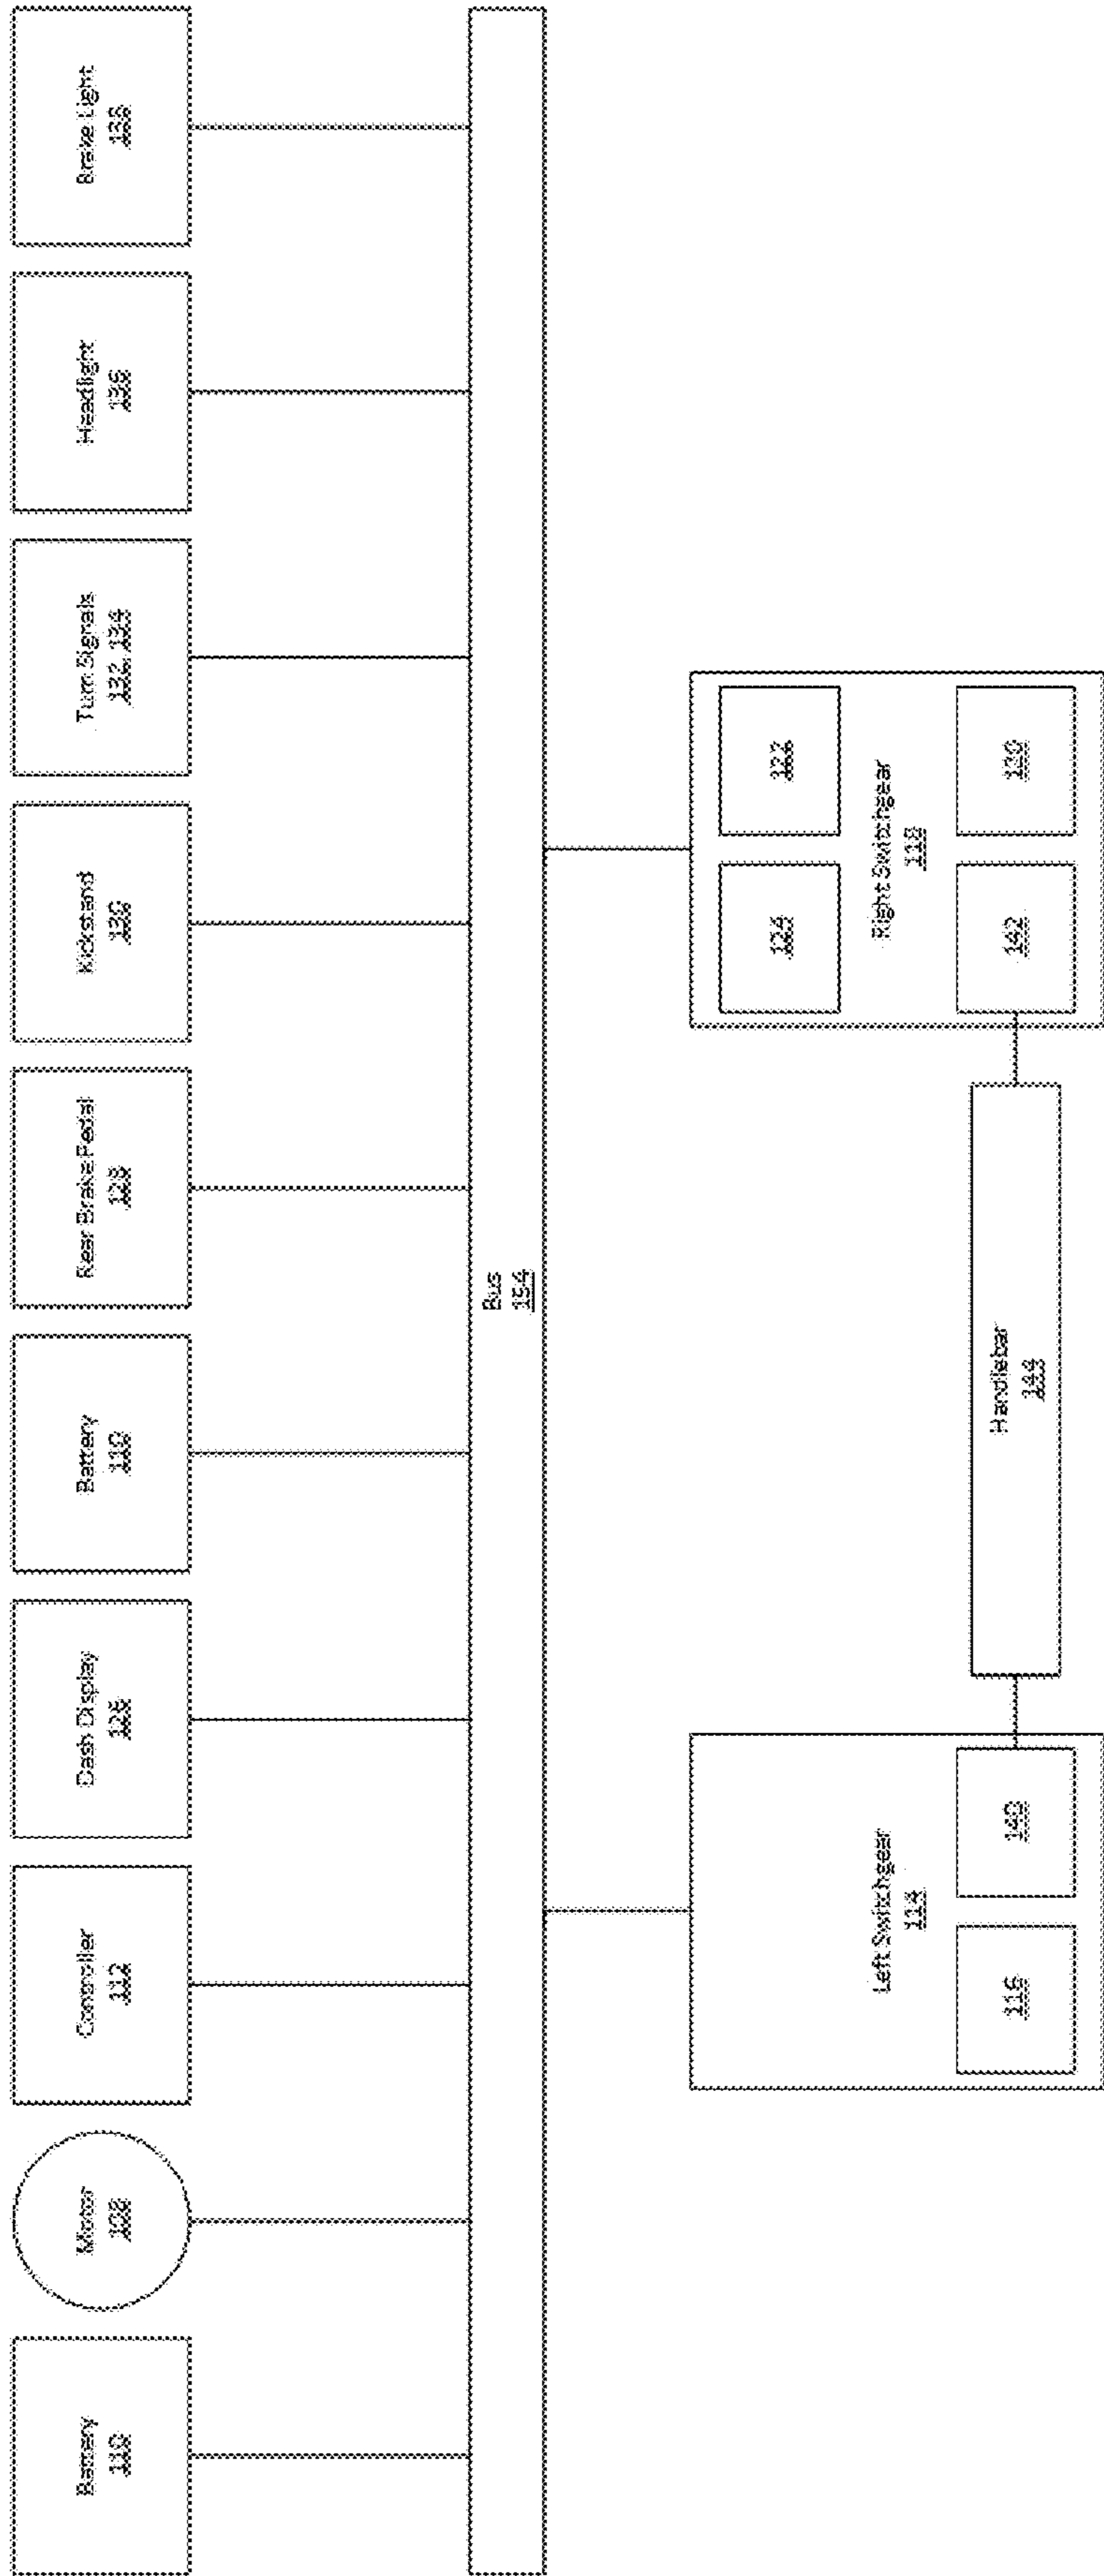 Battery
110
Motor
108
Controller
112
Dash Display
126
Battery
110
Rear Brake Pedal
128
Kickstand
130
Turn Signals
132, 134
Headlight
136
Brake Light
138
Bus
154
Left Switchgear
114
116
140
Handlebar
144
124
122
Right Switchgear
118
142
120